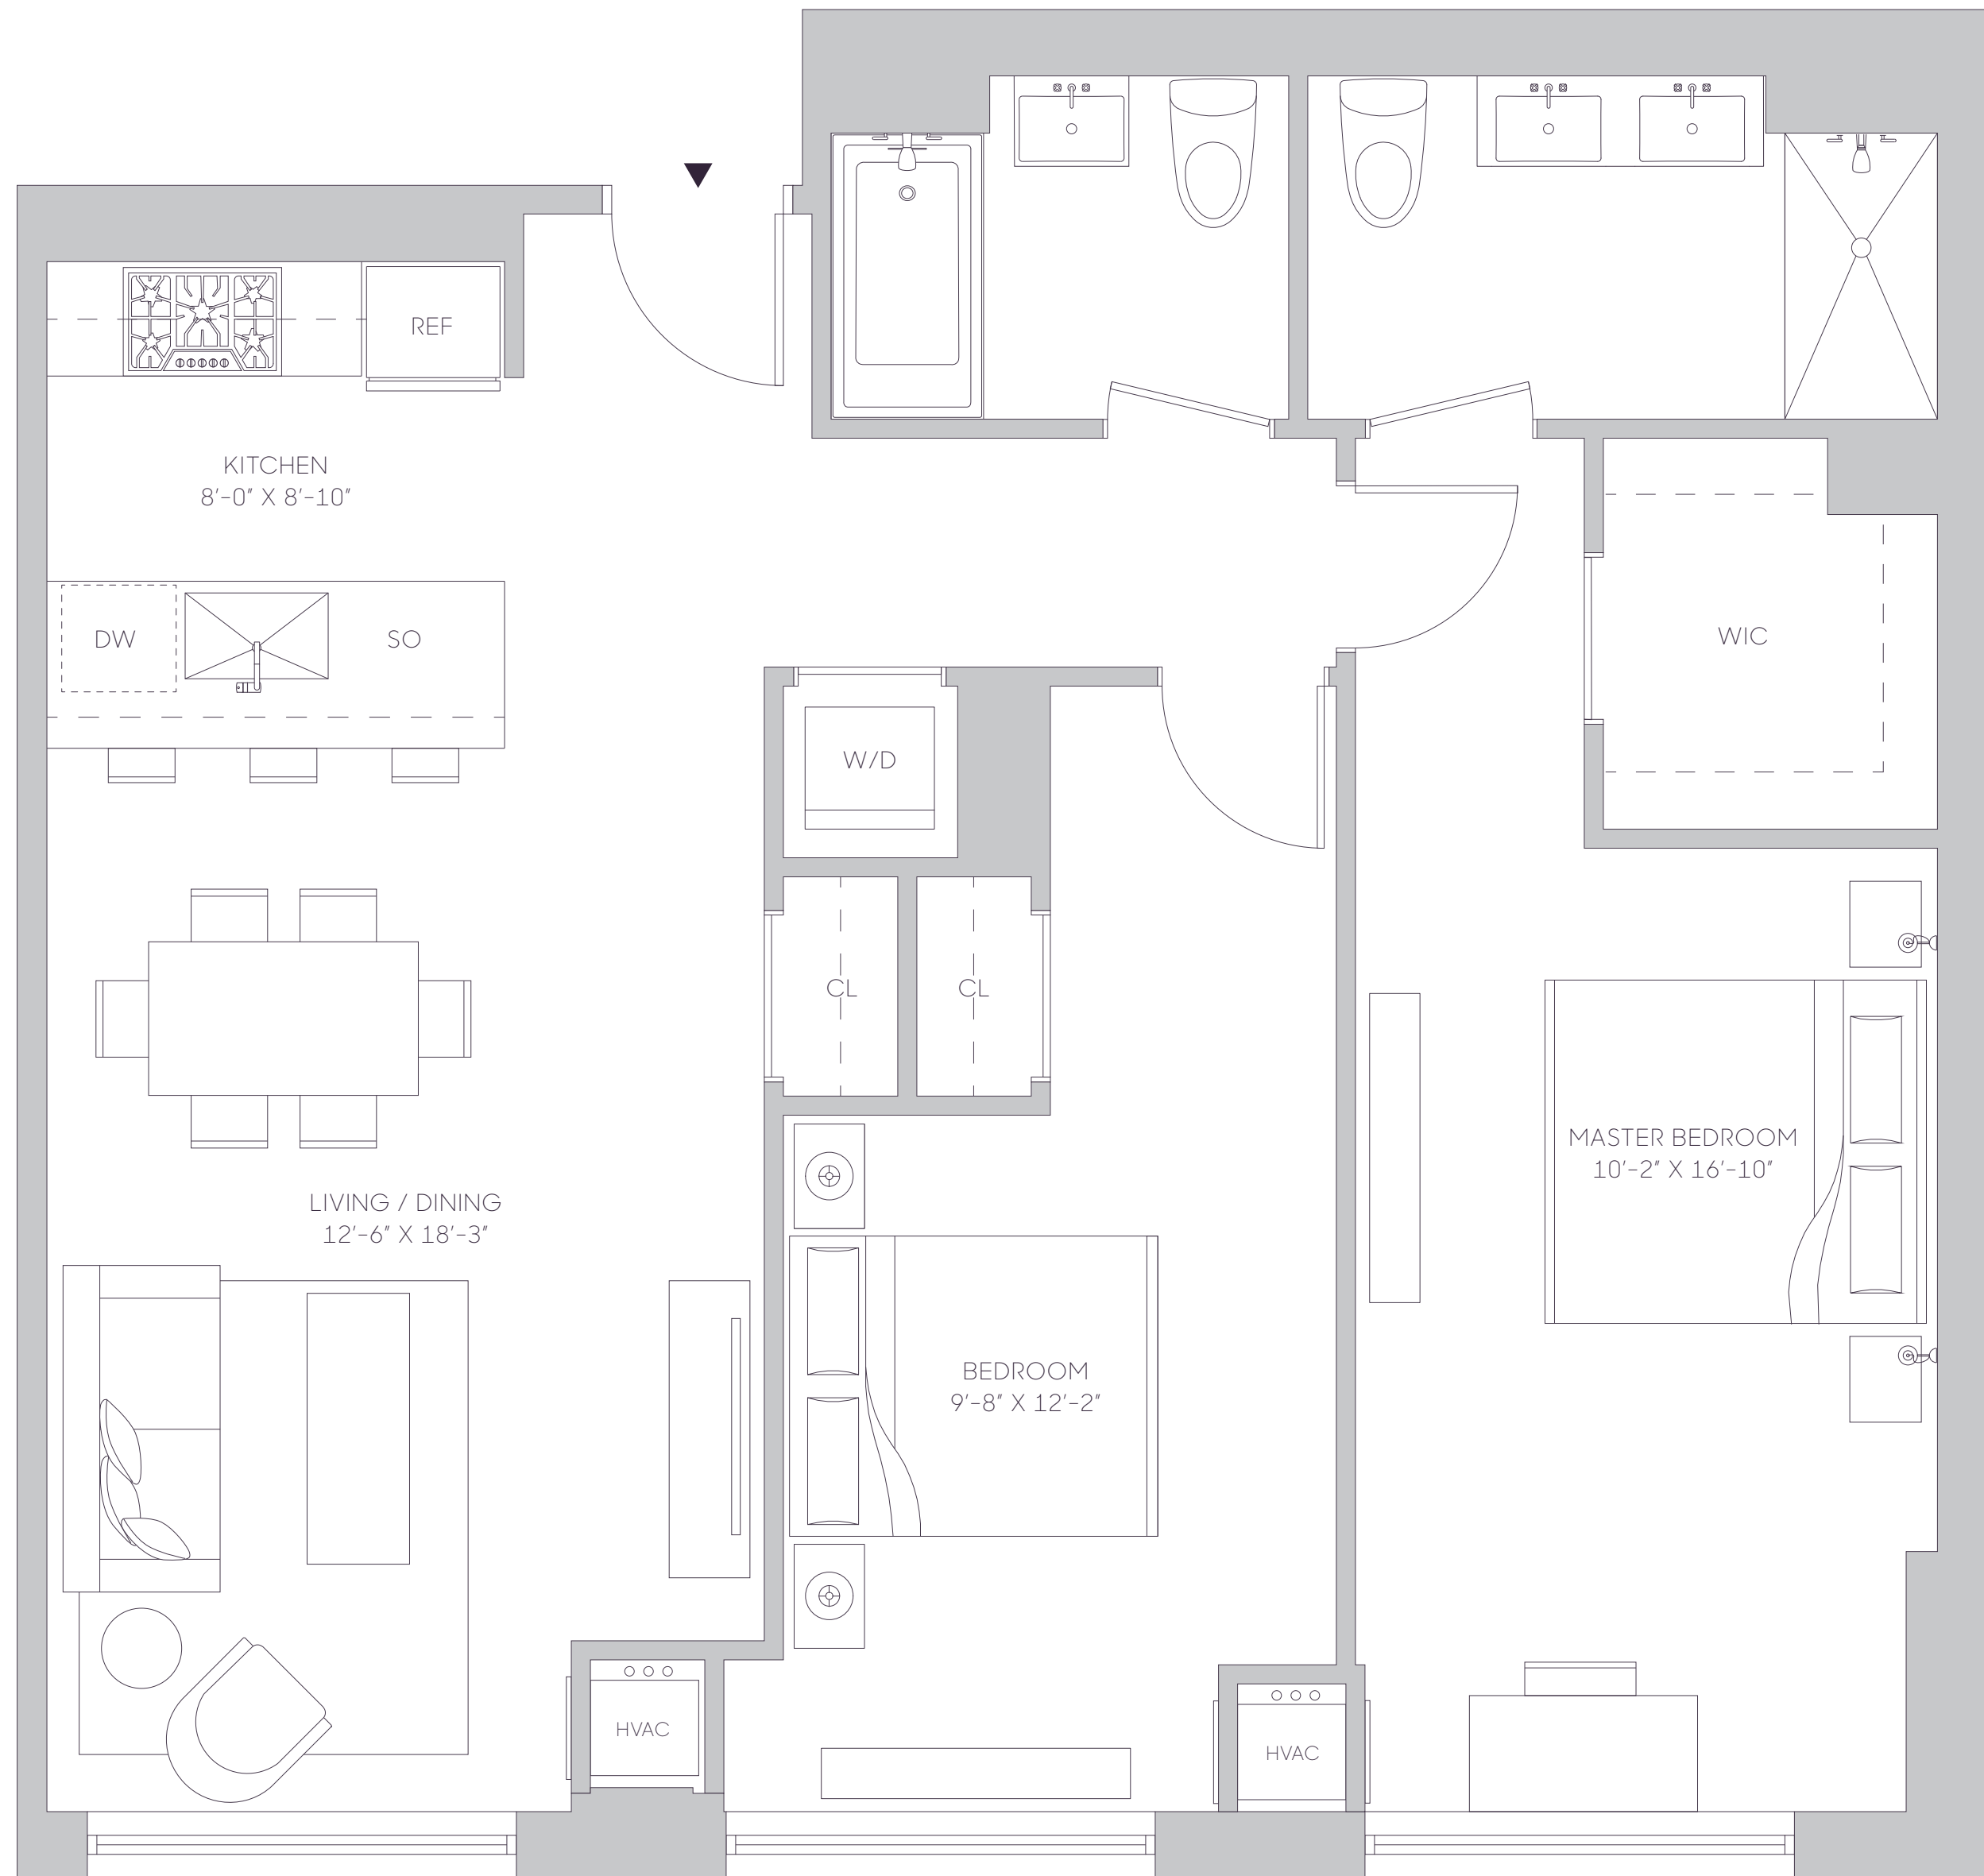 REF
KITCHEN
8'-0" X 8'-10"
DW
SO
WIC
W/D
CL
CL
MASTER BEDROOM
10'-2" X 16'-10"
LIVING / DINING
12'-6" X 18'-3"
BEDROOM
9'-8" X 12'-2"
HVAC
HVAC